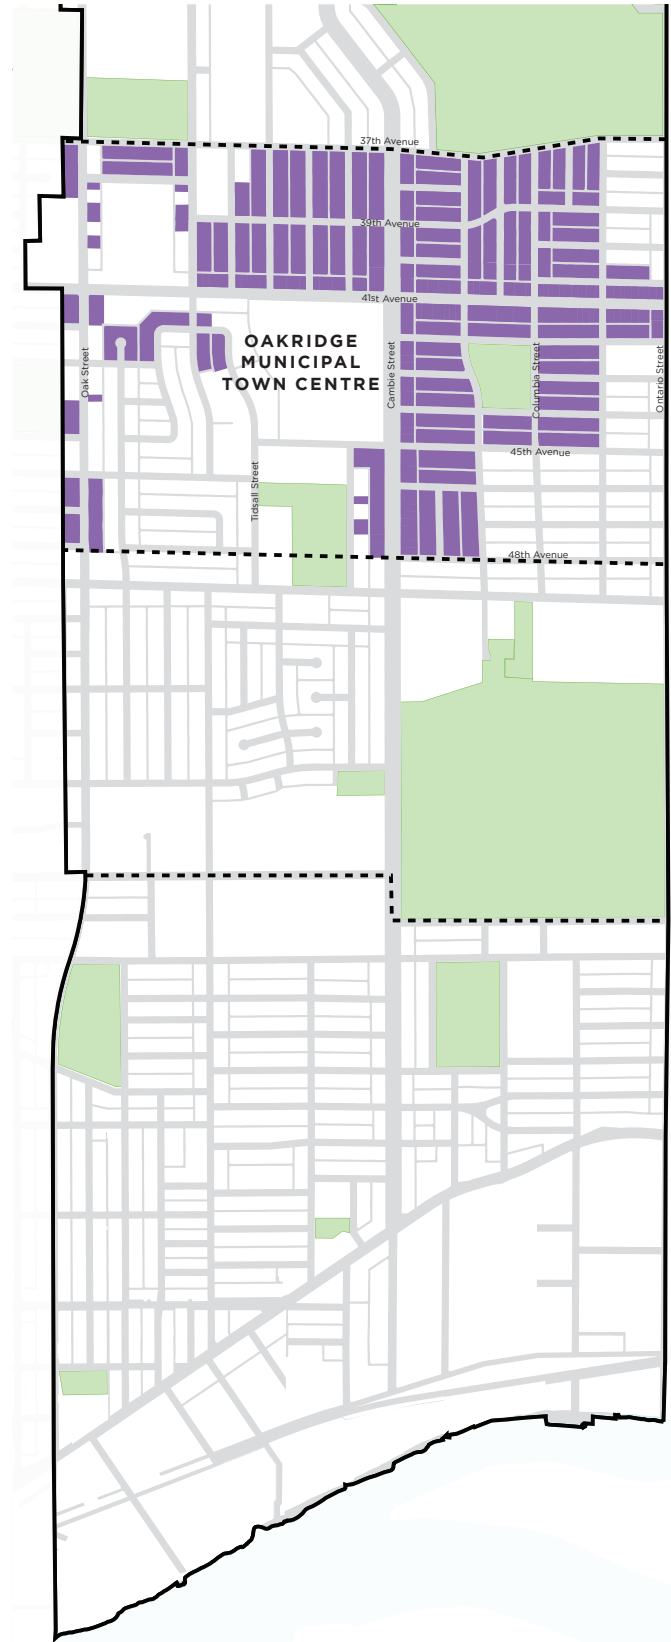 37th Avenue
39th Avenue
41st Avenue
OAKRIDGE
MUNICIPAL
TOWN CENTRE
Oak Street
Cambie Street
Columbia Street
Ontario Street
45th Avenue
Tidsall Street
48th Avenue